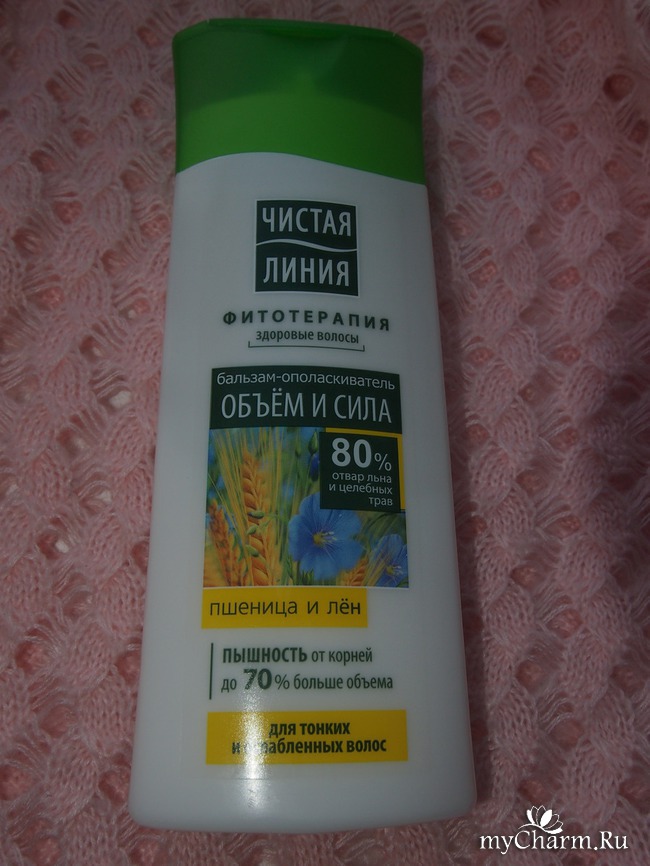 ЧИСТАЯ
ЛИНИЯ
ФИТОТЕРАПИЯ
здоровые волосы
бальзам-ополаскиватель
ОБЪЁМ И СИЛА
80%
отвар льна
и целебных
трав
пшеница и лён
ПЫШНОСТЬ от корней
до 70% больше объема
для тонких
и ослабленных волос
myCharm.Ru